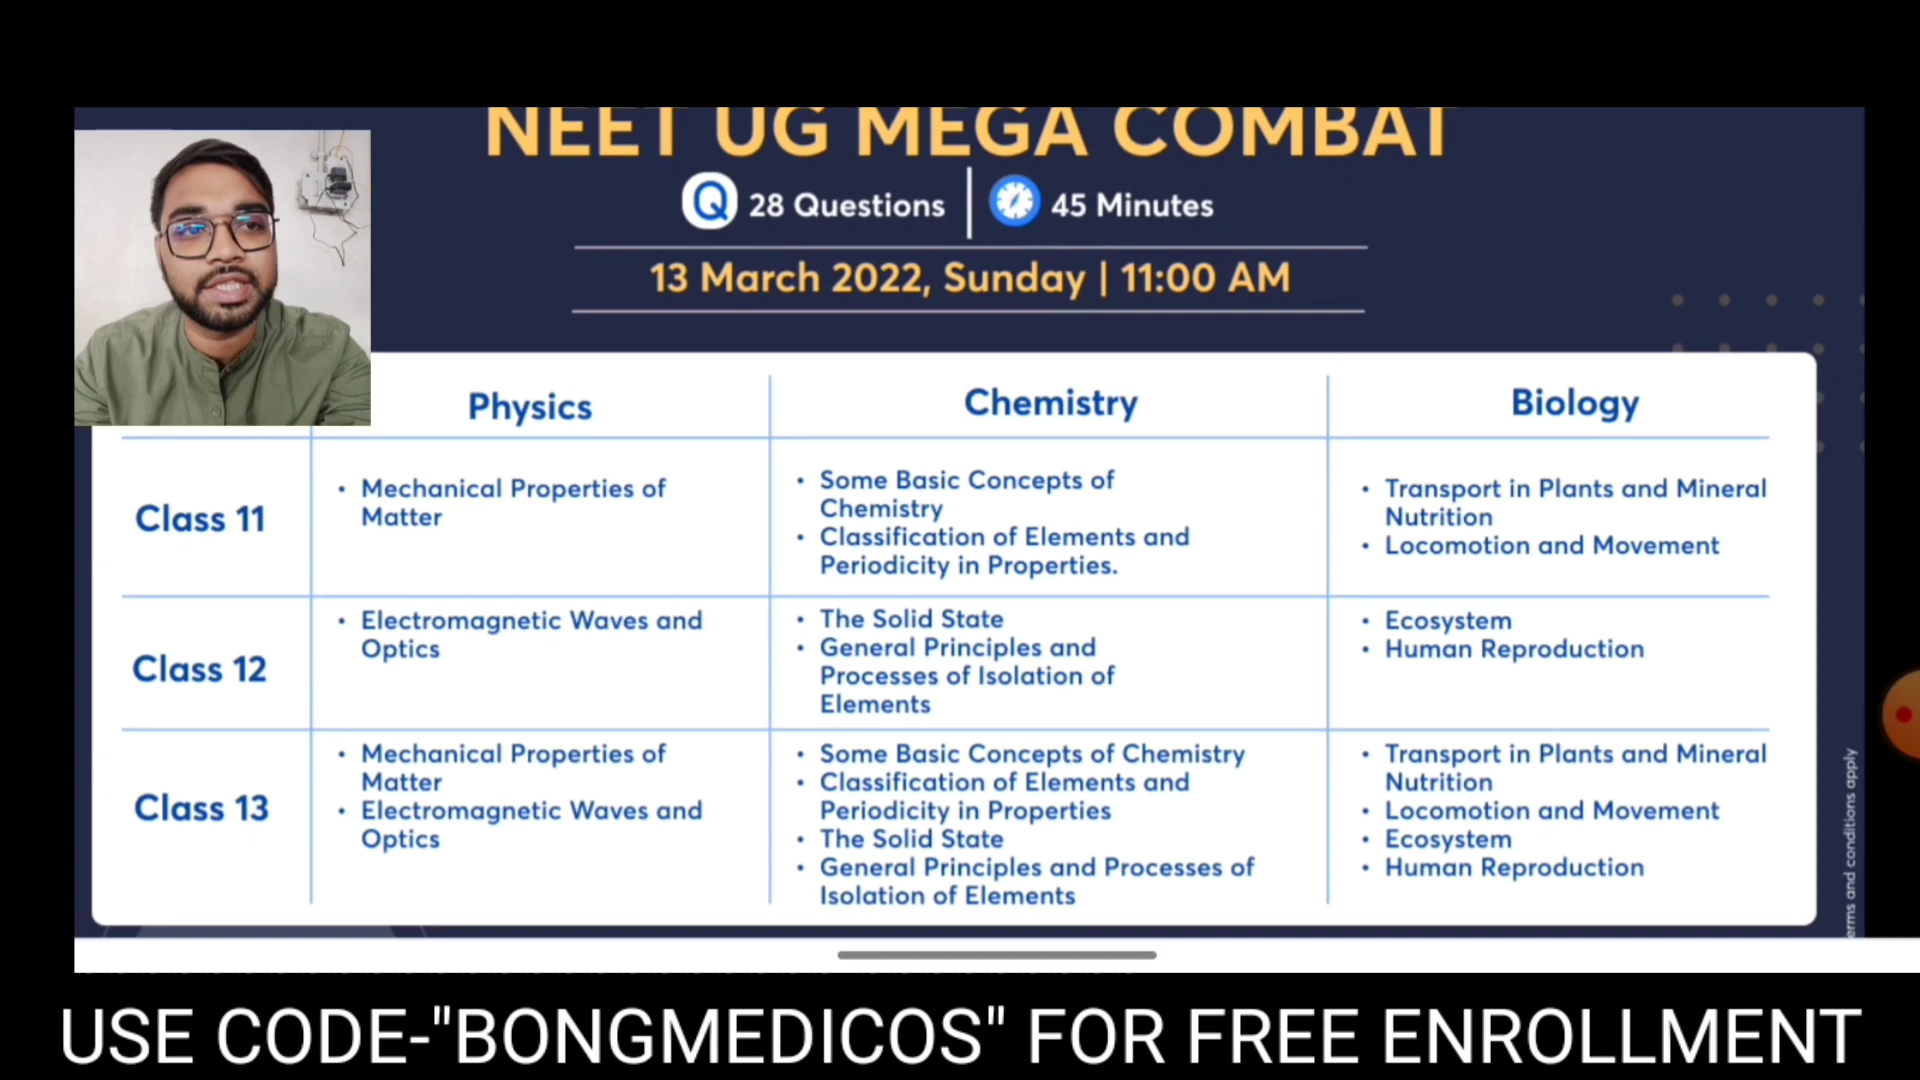 NEET UG MEGA COMBAT
Q 28 Questions 45 Minutes
13 March 2022, Sunday | 11:00 AM
Physics Chemistry Biology
Class 11
• Mechanical Properties of
Matter
• Some Basic Concepts of
Chemistry
• Classification of Elements and
Periodicity in Properties.
• Transport in Plants and Mineral
Nutrition
• Locomotion and Movement
Class 12
• Electromagnetic Waves and
Optics
• The Solid State
• General Principles and
Processes of Isolation of
Elements
• Ecosystem
• Human Reproduction
Class 13
• Mechanical Properties of
Matter
• Electromagnetic Waves and
Optics
• Some Basic Concepts of Chemistry
• Classification of Elements and
Periodicity in Properties
• The Solid State
• General Principles and Processes of
Isolation of Elements
• Transport in Plants and Mineral
Nutrition
• Locomotion and Movement
• Ecosystem
• Human Reproduction
erms and conditions apply
USE CODE-"BONGMEDICOS" FOR FREE ENROLLMENT